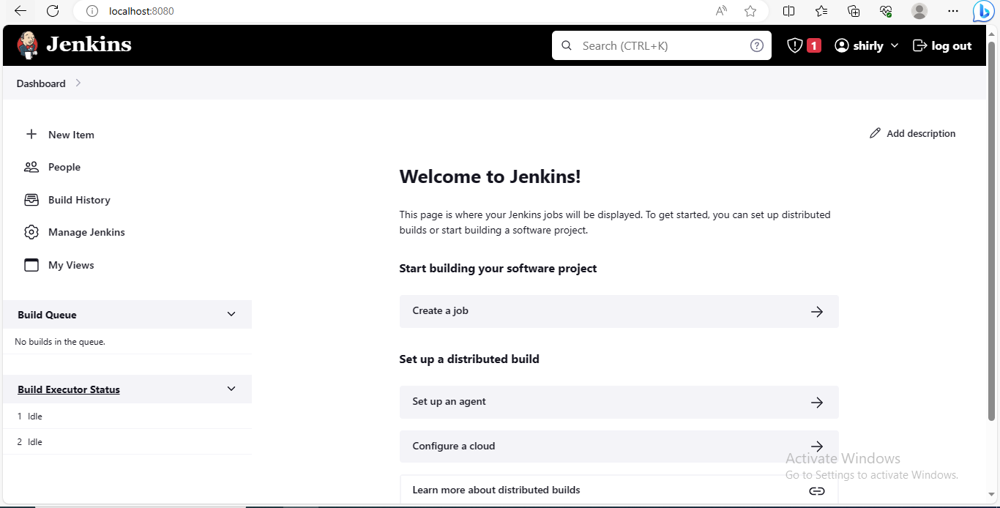 localhost:8080
Jenkins
Search (CTRL+K)
1
shirly
log out
Dashboard
New Item
Add description
People
Build History
Manage Jenkins
My Views
Build Queue
No builds in the queue.
Build Executor Status
1 Idle
2 Idle
Welcome to Jenkins!
This page is where your Jenkins jobs will be displayed. To get started, you can set up distributed
builds or start building a software project.
Start building your software project
Create a job
Set up a distributed build
Set up an agent
Configure a cloud
Learn more about distributed builds
Activate Windows
Go to Settings to activate Windows.